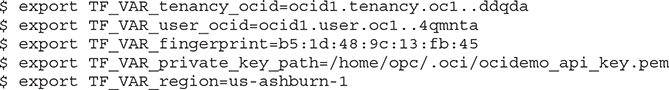 $ export TF_VAR_tenancy_ocid=ocid1.tenancy.oc1..ddqda
$ export TF_VAR_user_ocid=ocid1.user.oc1..4qmnta
$ export TF_VAR_fingerprint=b5:1d:48:9c:13:fb:45
$ export TF_VAR_private_key_path=/home/opc/.oci/ocidemo_api_key.pem
$ export TF_VAR_region=us-ashburn-1